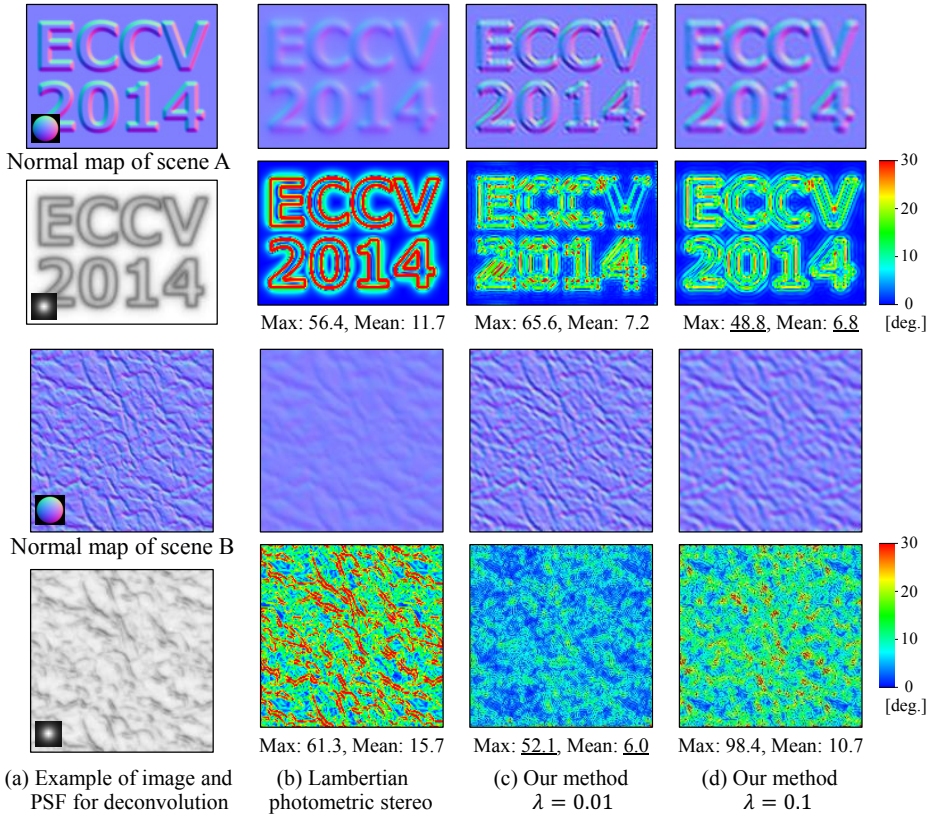 ECCV
2014
ECCV
2014
ECCV
2014
ECCV
2014
Normal map of scene A
ECCV
2014
ECCV
2014
ECCV
2014
ECCV
2014
30
20
10
0
[deg.]
Max: 56.4, Mean: 11.7
Max: 65.6, Mean: 7.2
Max: 48.8, Mean: 6.8
Normal map of scene B
30
20
10
0
[deg.]
Max: 61.3, Mean: 15.7
Max: 52.1, Mean: 6.0
Max: 98.4, Mean: 10.7
(a) Example of image and
PSF for deconvolution
(b) Lambertian
photometric stereo
(c) Our method
λ = 0.01
(d) Our method
λ = 0.1